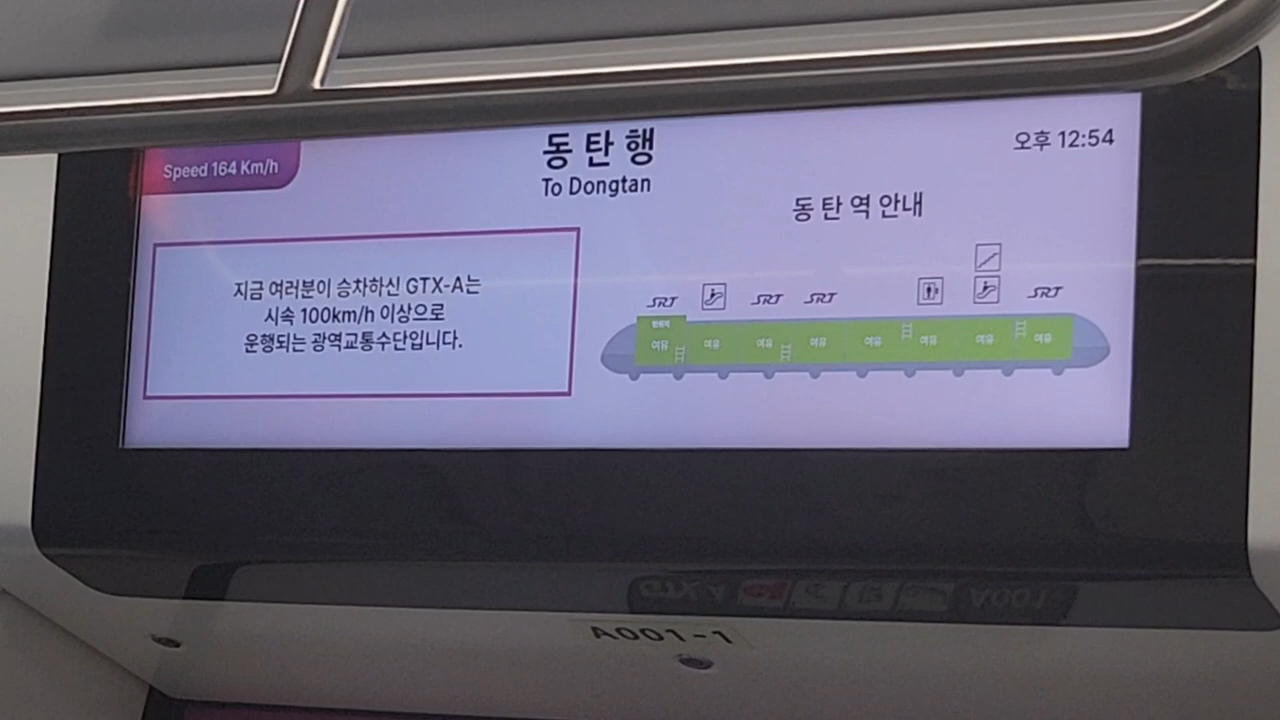 Speed 164 Km/h
동탄행
To Dongtan
오후 12:54
동탄역 안내
지금 여러분이 승차하신 GTX-A는
시속 100km/h 이상으로
운행되는 광역교통수단입니다.
SRT SRT SRT SRT
여유 여유 여유 여유 여유 여유 여유 여유
A001-1